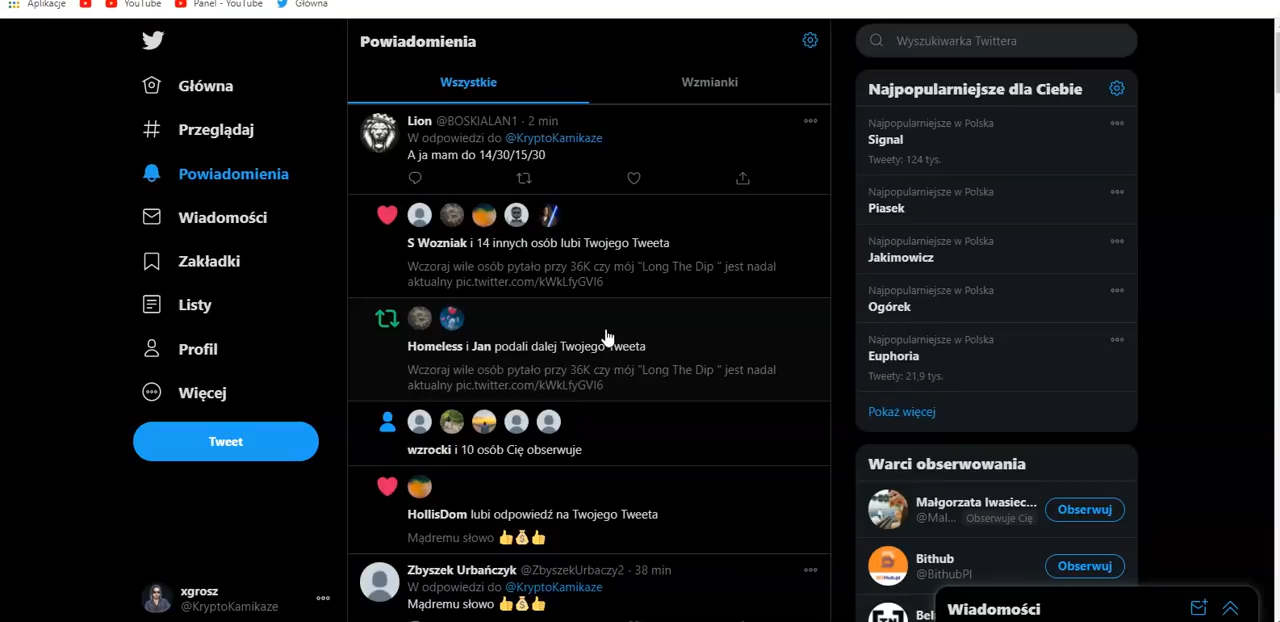 Aplikacje YouTube Panel - YouTube Główna
Główna
Przeglądaj
Powiadomienia
Wiadomości
Zakładki
Listy
Profil
Więcej
Tweet
xgrosz
@KryptoKamikaze
Powiadomienia
Wszystkie Wzmianki
Lion @BOSKIALAN1 · 2 min
W odpowiedzi do @KryptoKamikaze
A ja mam do 14/30/15/30
S Wozniak i 14 innych osób lubi Twojego Tweeta
Wczoraj wile osób pytało przy 36K czy mój "Long The Dip " jest nadal
aktualny pic.twitter.com/kWkLfyGVI6
Homeless i Jan podali dalej Twojego Tweeta
Wczoraj wile osób pytało przy 36K czy mój "Long The Dip " jest nadal
aktualny pic.twitter.com/kWkLfyGVI6
wzrocki i 10 osób Cię obserwuje
HollisDom lubi odpowiedź na Twojego Tweeta
Mądremu słowo 👍💰👍
Zbyszek Urbańczyk @ZbyszekUrbaczy2 · 38 min
W odpowiedzi do @KryptoKamikaze
Mądremu słowo 👍💰👍
Wyszukiwarka Twittera
Najpopularniejsze dla Ciebie
Najpopularniejsze w Polska
Signal
Tweety: 124 tys.
Najpopularniejsze w Polska
Piasek
Najpopularniejsze w Polska
Jakimowicz
Najpopularniejsze w Polska
Ogórek
Najpopularniejsze w Polska
Euphoria
Tweety: 21,9 tys.
Pokaż więcej
Warci obserwowania
Małgorzata Iwasiec...
@Mal... Obserwuje Cię
Obserwuj
Bithub
@BithubPl
Obserwuj
Wiadomości